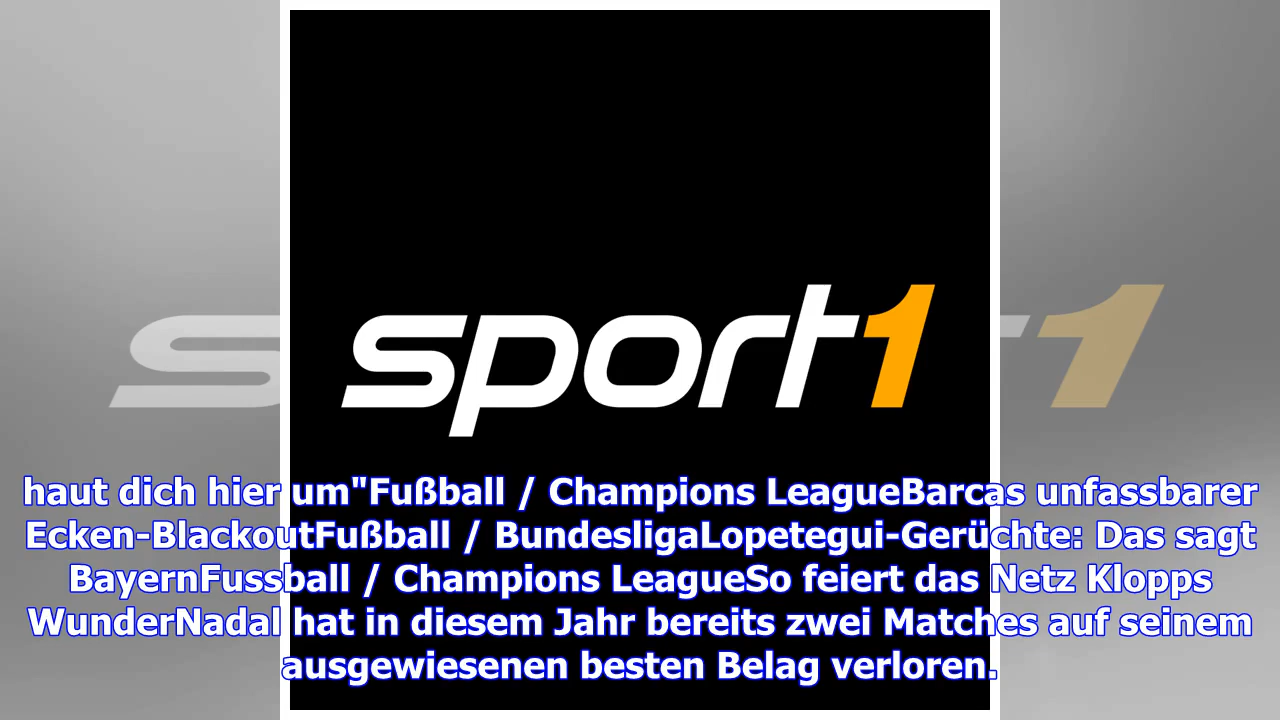 sport1
haut dich hier um"Fußball / Champions LeagueBarcas unfassbarer
Ecken-BlackoutFußball / BundesligaLopetegui-Gerüchte: Das sagt
BayernFussball / Champions LeagueSo feiert das Netz Klopps
WunderNadal hat in diesem Jahr bereits zwei Matches auf seinem
ausgewiesenen besten Belag verloren.